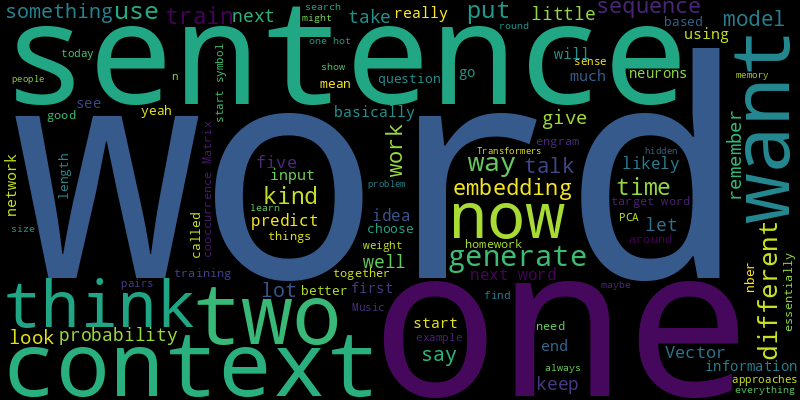 something
use
train
next
search
might
take
really
put
little
sequence
based
model
round
using
sentence
one hot
today
people
n
start symbol
show
mean
question
go
will
sense
much
neurons
memory
want
see
good
yeah
basically
give
work
remember
word
network
length
cooccurrence Matrix
five
input
kind
learn
predict
things
called
problem
idea
choose
weight
well
Transformers
engram
way
talk
embedding
now
homework
generate
hidden
likely
time
target word
PCA
let
around
different
nber
essentially
size
pairs
training
together
lot
better
first
Music
next word
find
maybe
think
two
one
look
probability
context
start
example
say
need
end
always
keep
Vector
information
approaches
everything